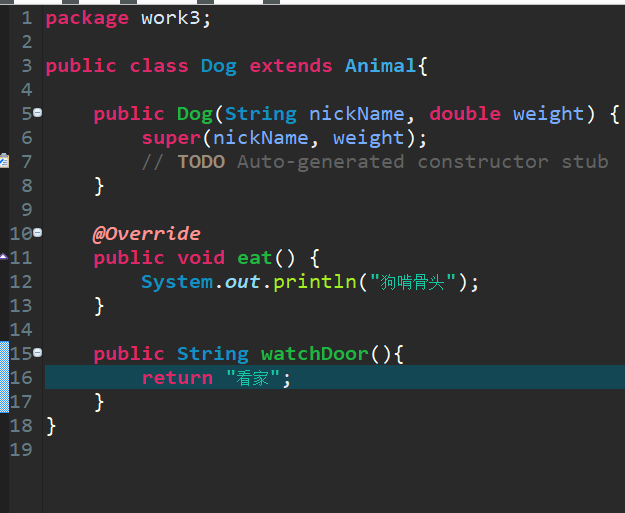 1 package work3;
2
3 public class Dog extends Animal{
4
5 public Dog(String nickName, double weight) {
6 super(nickName, weight);
7 // TODO Auto-generated constructor stub
8 }
9
10 @Override
11 public void eat() {
12 System.out.println("狗啃骨头");
13 }
14
15 public String watchDoor(){
16 return "看家";
17 }
18 }
19